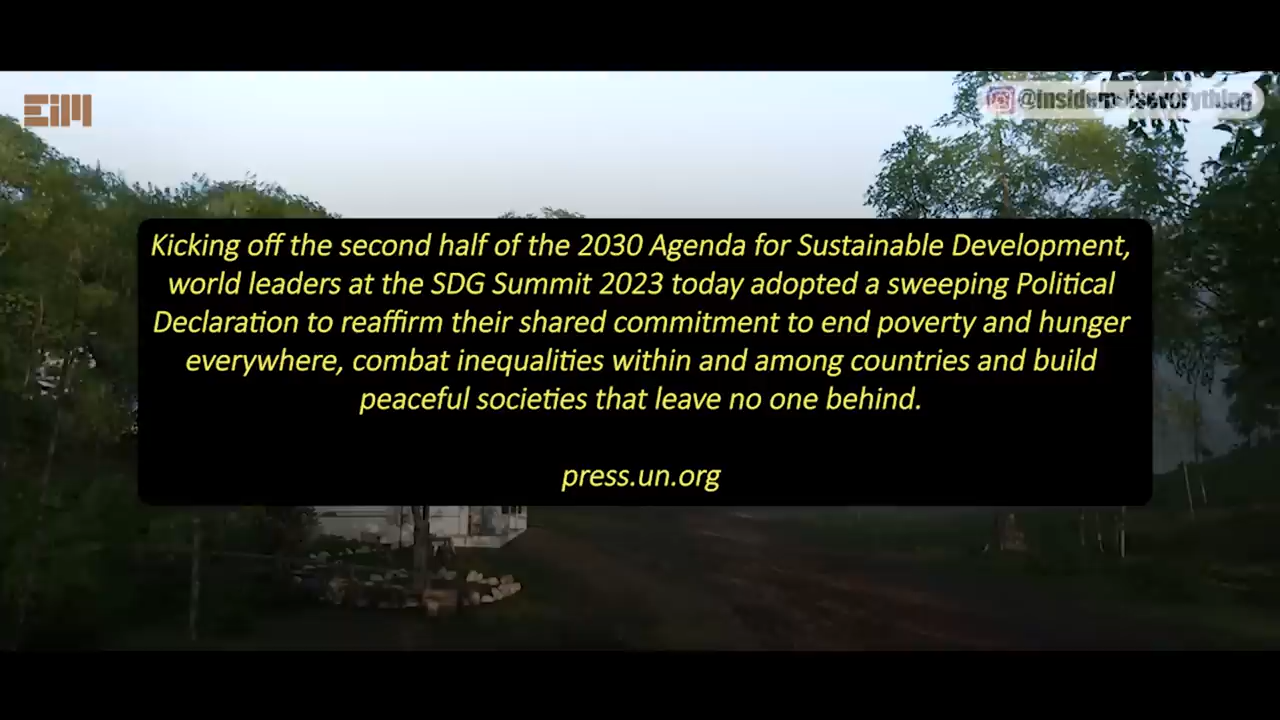 EiM
@insidemeiseverything
Kicking off the second half of the 2030 Agenda for Sustainable Development,
world leaders at the SDG Summit 2023 today adopted a sweeping Political
Declaration to reaffirm their shared commitment to end poverty and hunger
everywhere, combat inequalities within and among countries and build
peaceful societies that leave no one behind.
press.un.org